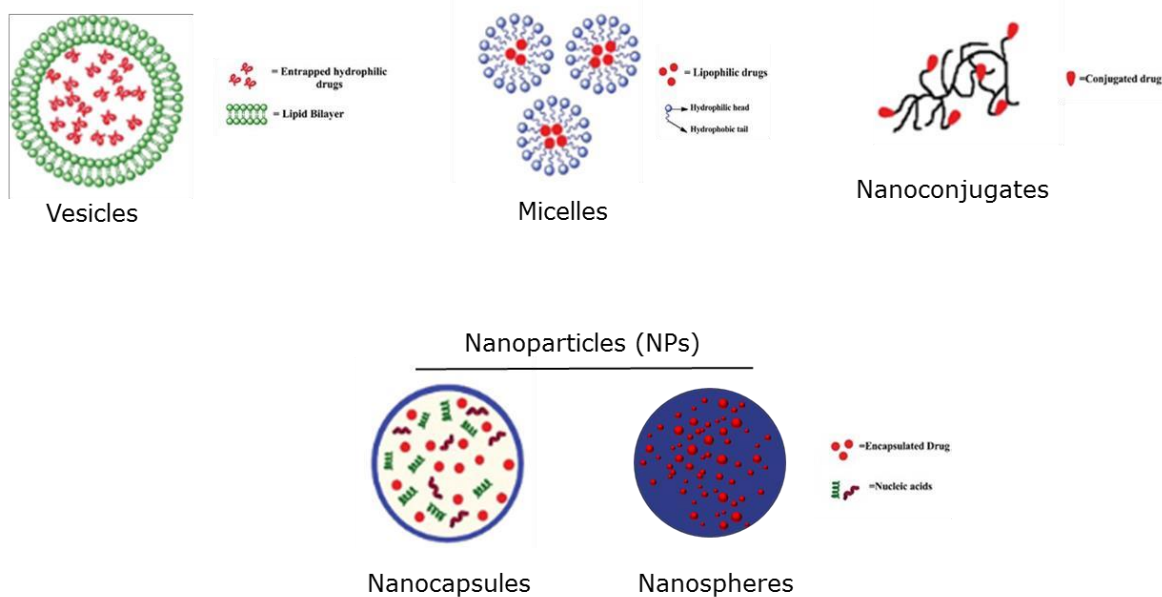 = Entrapped hydrophilic
drugs
= Lipid Bilayer
Vesicles
= Lipophilic drugs
Hydrophilic head
Hydrophobic tail
Micelles
=Conjugated drug
Nanoconjugates
Nanoparticles (NPs)
=Encapsulated Drug
=Nucleic acids
Nanocapsules
Nanospheres